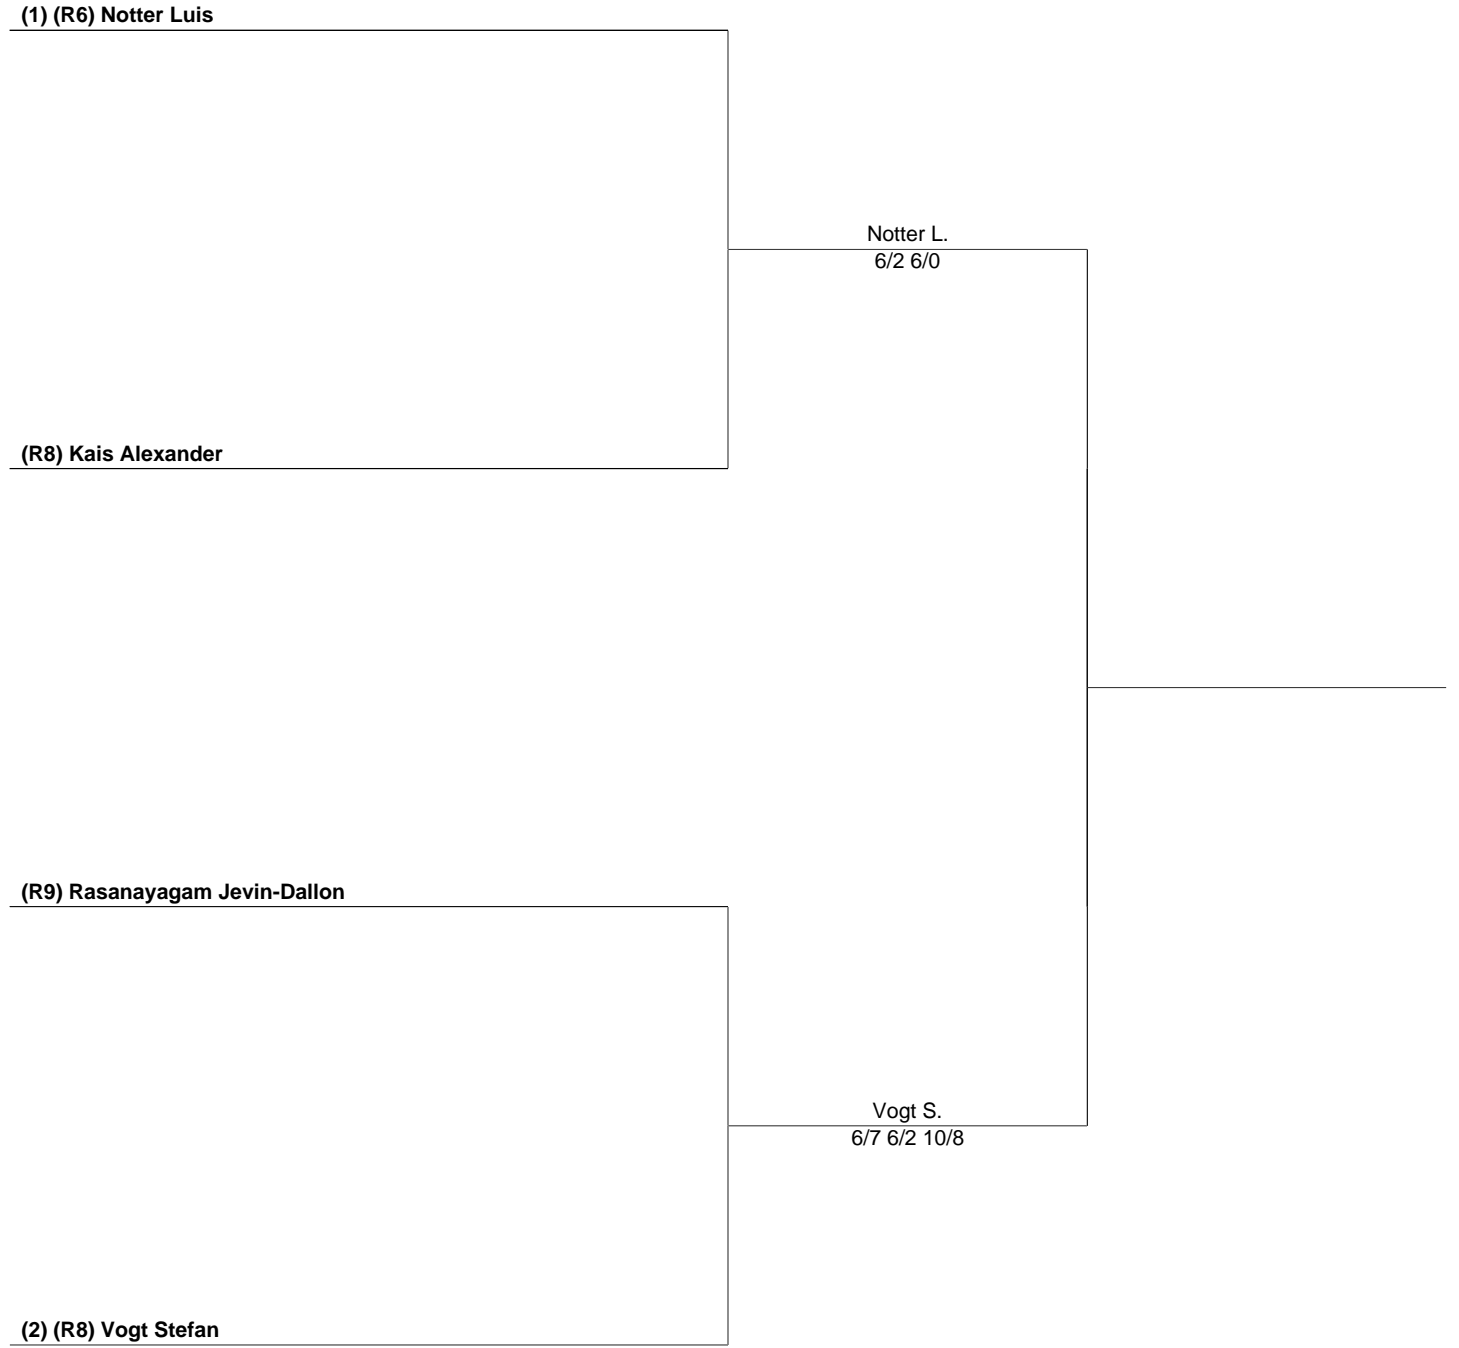 (1) (R6) Notter Luis
Notter L.
6/2 6/0
(R8) Kais Alexander
(R9) Rasanayagam Jevin-Dallon
Vogt S.
6/7 6/2 10/8
(2) (R8) Vogt Stefan